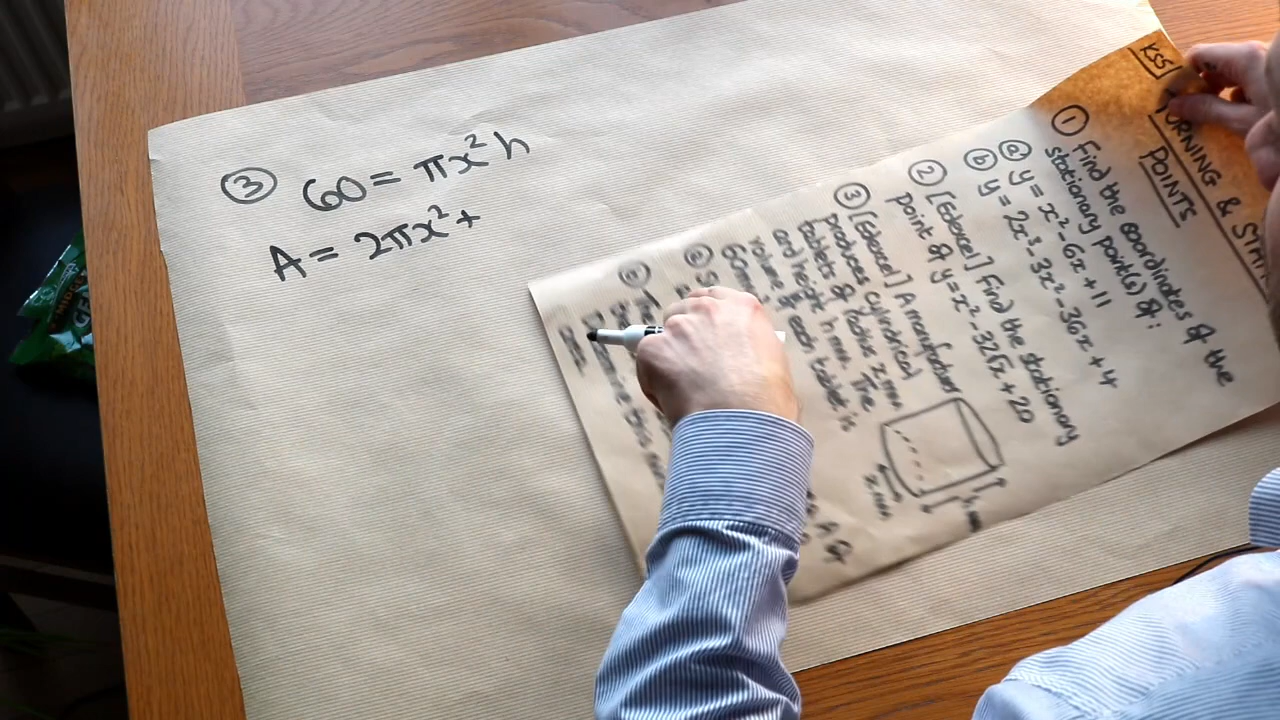 ③ 60 = πx²h
A = 2πx² +
KS5
TURNING &
POINTS
① Find the coordinates of the
stationary point(s) of:
ⓐ y = x² - 6x + 11
ⓑ y = 2x³ - 3x² - 36x + 4
② [Edexcel] Find the stationary
point of y = x² - 32√x + 20
③ [Edexcel] A manufacturer
produces cylindrical
tablets of radius x mm
and height h mm. The
volume of each tablet is
60mm
h mm
x mm